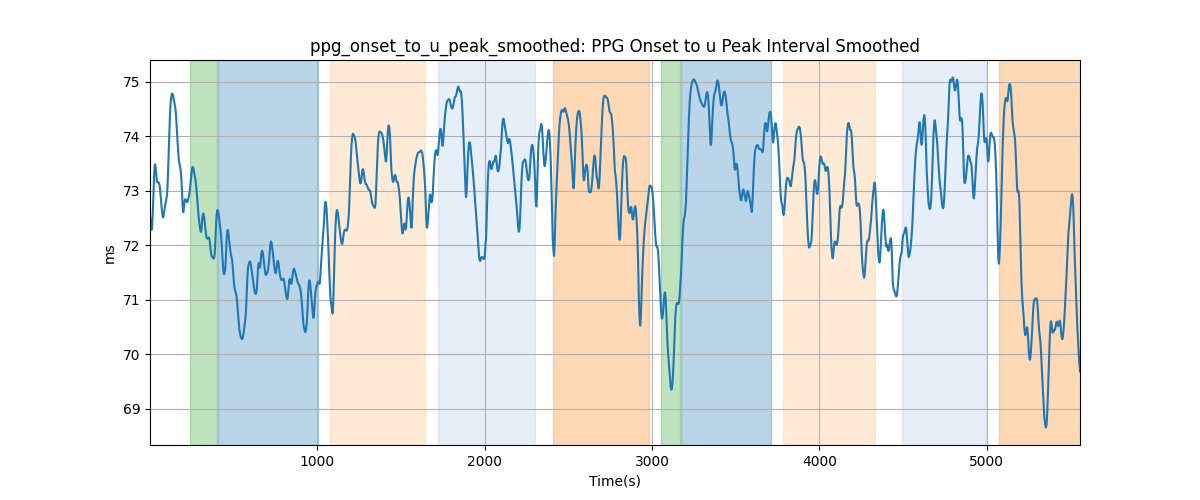 ppg_onset_to_u_peak_smoothed: PPG Onset to u Peak Interval Smoothed
75
74
73
72
71
70
69
ms
1000 2000 3000 4000 5000
Time(s)